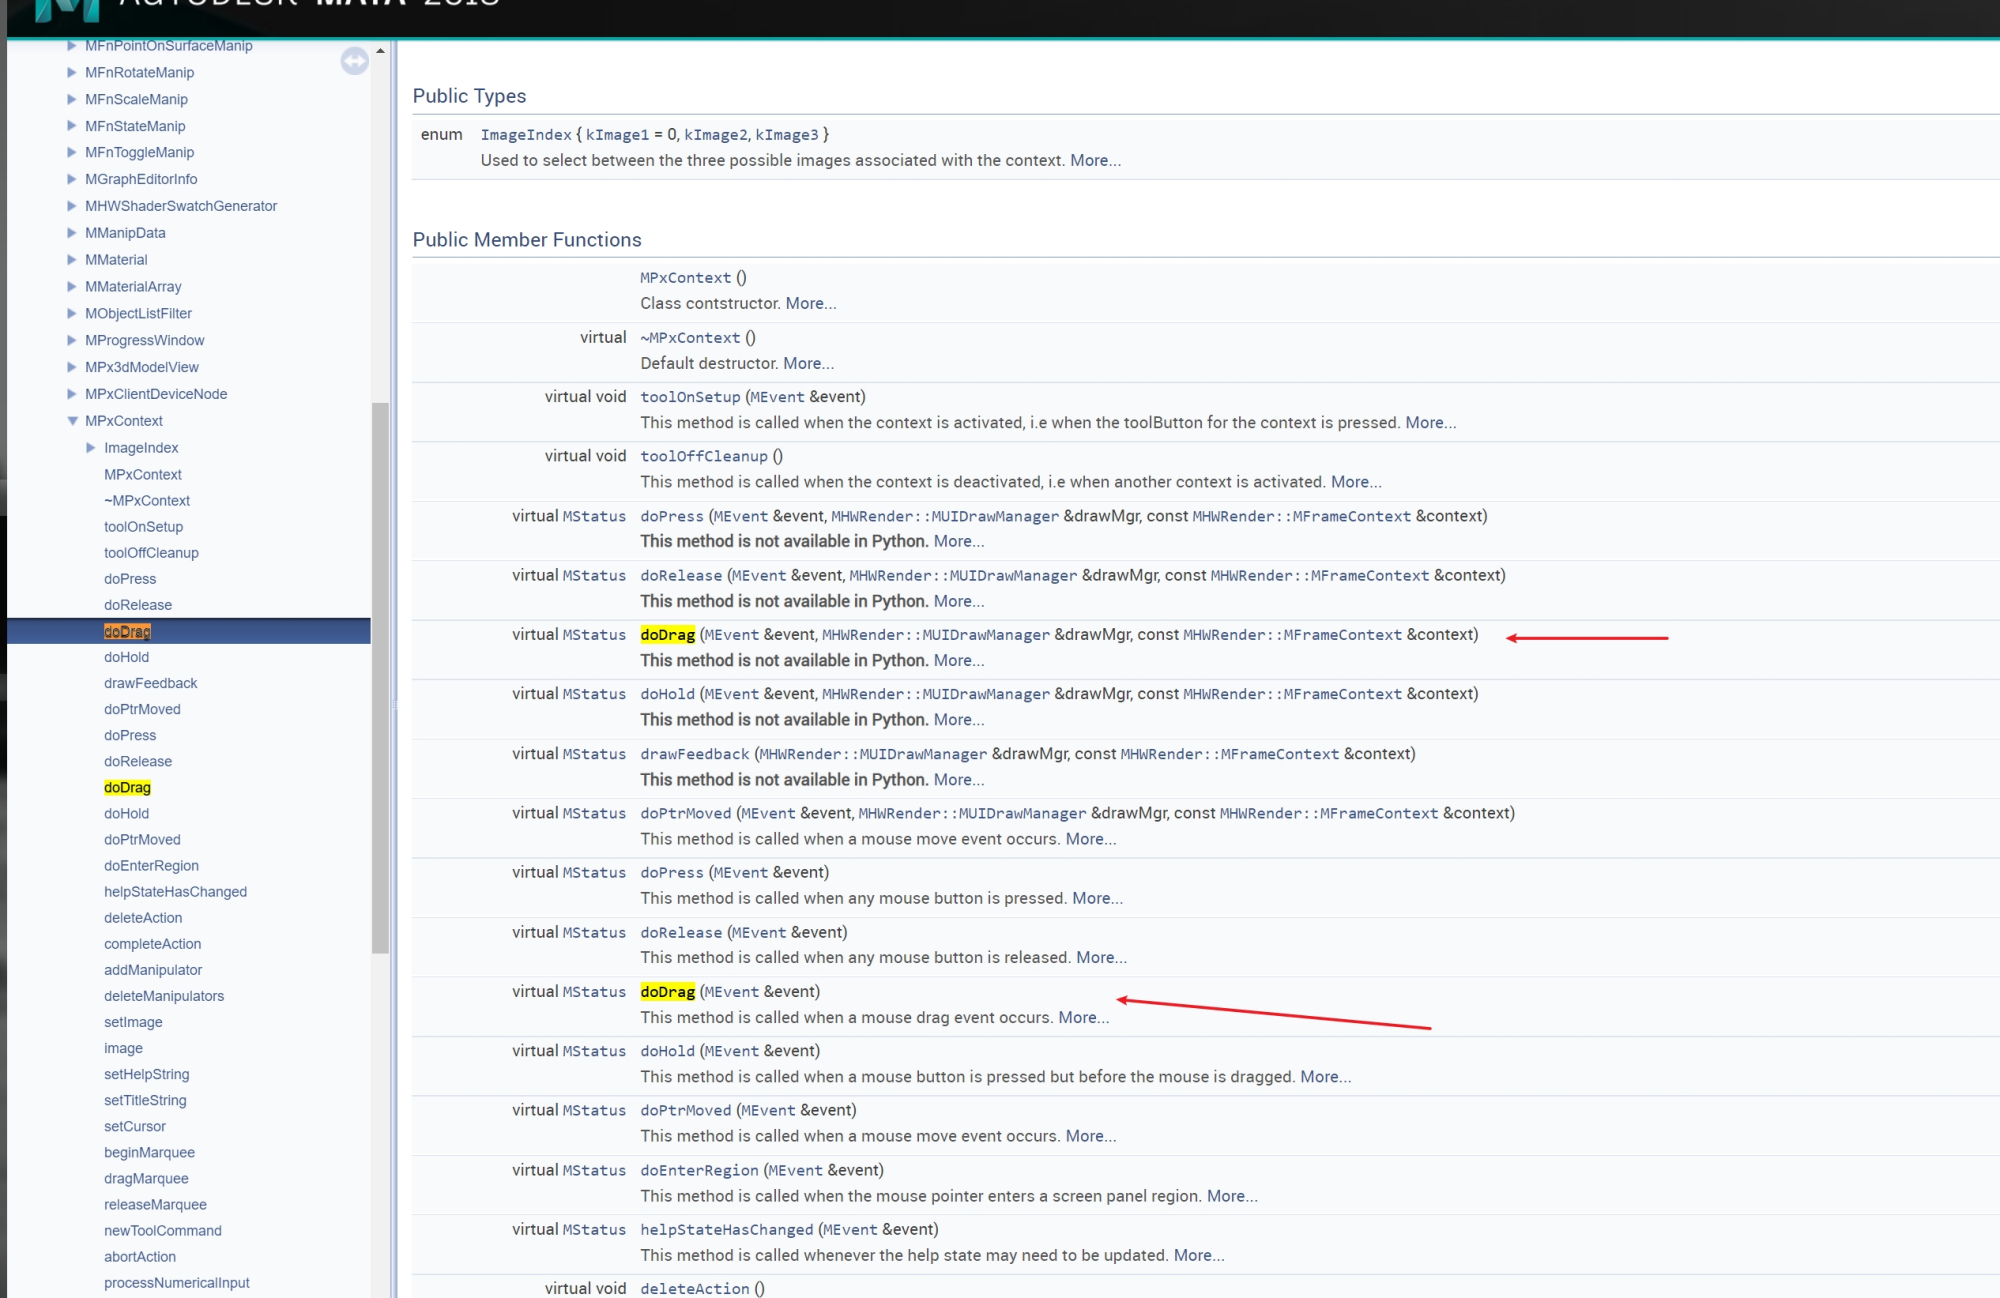 AUTODESK MAYA 2018
MFnPointOnSurfaceManip
MFnRotateManip
MFnScaleManip
MFnStateManip
MFnToggleManip
MGraphEditorInfo
MHWShaderSwatchGenerator
MManipData
MMaterial
MMaterialArray
MObjectListFilter
MProgressWindow
MPx3dModelView
MPxClientDeviceNode
MPxContext
ImageIndex
MPxContext
~MPxContext
toolOnSetup
toolOffCleanup
doPress
doRelease
doDrag
doHold
drawFeedback
doPtrMoved
doPress
doRelease
doDrag
doHold
doPtrMoved
doEnterRegion
helpStateHasChanged
deleteAction
completeAction
addManipulator
deleteManipulators
setImage
image
setHelpString
setTitleString
setCursor
beginMarquee
dragMarquee
releaseMarquee
newToolCommand
abortAction
processNumericalInput
Public Types
enum ImageIndex { kImage1 = 0, kImage2, kImage3 }
Used to select between the three possible images associated with the context. More...
Public Member Functions
MPxContext ()
Class contstructor. More...
virtual ~MPxContext ()
Default destructor. More...
virtual void toolOnSetup (MEvent &event)
This method is called when the context is activated, i.e when the toolButton for the context is pressed. More...
virtual void toolOffCleanup ()
This method is called when the context is deactivated, i.e when another context is activated. More...
virtual MStatus doPress (MEvent &event, MHWRender::MUIDrawManager &drawMgr, const MHWRender::MFrameContext &context)
This method is not available in Python. More...
virtual MStatus doRelease (MEvent &event, MHWRender::MUIDrawManager &drawMgr, const MHWRender::MFrameContext &context)
This method is not available in Python. More...
virtual MStatus doDrag (MEvent &event, MHWRender::MUIDrawManager &drawMgr, const MHWRender::MFrameContext &context)
This method is not available in Python. More...
virtual MStatus doHold (MEvent &event, MHWRender::MUIDrawManager &drawMgr, const MHWRender::MFrameContext &context)
This method is not available in Python. More...
virtual MStatus drawFeedback (MHWRender::MUIDrawManager &drawMgr, const MHWRender::MFrameContext &context)
This method is not available in Python. More...
virtual MStatus doPtrMoved (MEvent &event, MHWRender::MUIDrawManager &drawMgr, const MHWRender::MFrameContext &context)
This method is called when a mouse move event occurs. More...
virtual MStatus doPress (MEvent &event)
This method is called when any mouse button is pressed. More...
virtual MStatus doRelease (MEvent &event)
This method is called when any mouse button is released. More...
virtual MStatus doDrag (MEvent &event)
This method is called when a mouse drag event occurs. More...
virtual MStatus doHold (MEvent &event)
This method is called when a mouse button is pressed but before the mouse is dragged. More...
virtual MStatus doPtrMoved (MEvent &event)
This method is called when a mouse move event occurs. More...
virtual MStatus doEnterRegion (MEvent &event)
This method is called when the mouse pointer enters a screen panel region. More...
virtual MStatus helpStateHasChanged (MEvent &event)
This method is called whenever the help state may need to be updated. More...
virtual void deleteAction ()